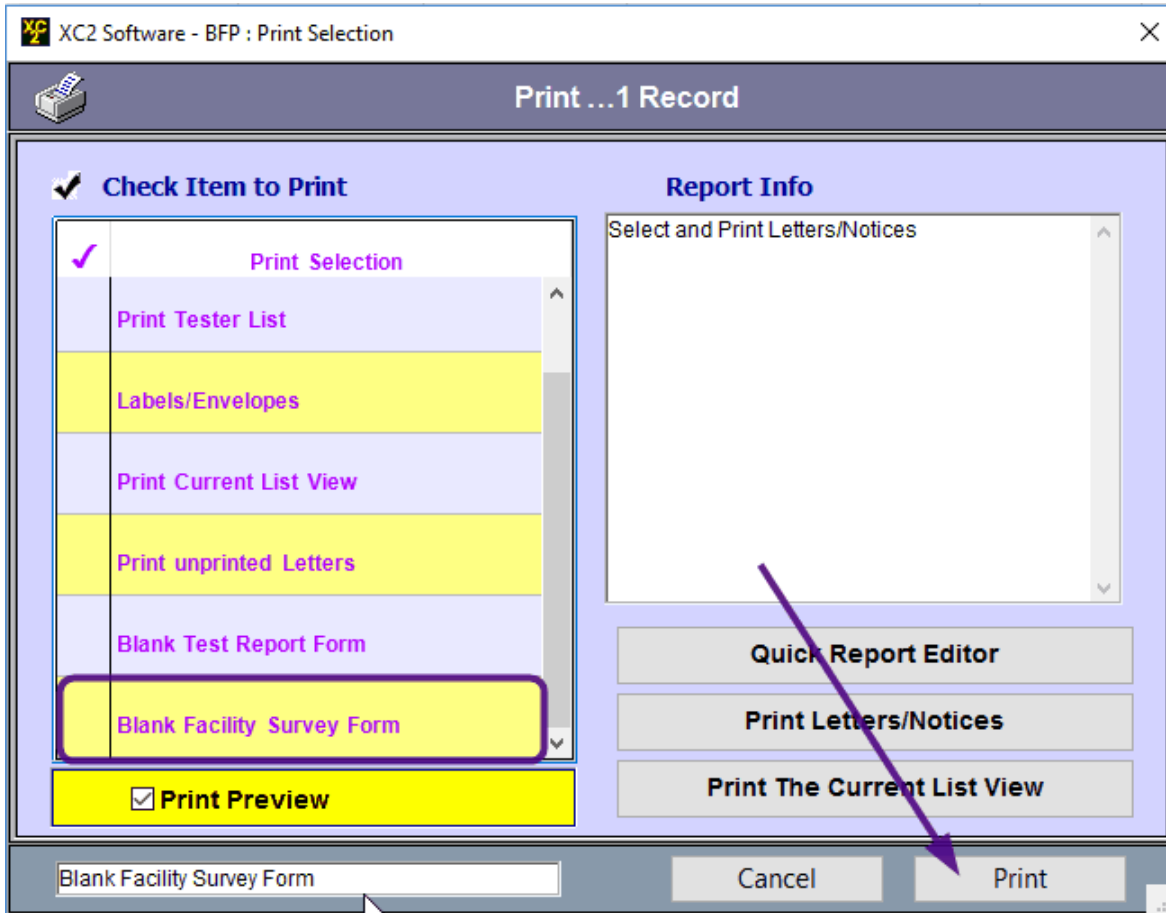 XC2 Software - BFP : Print Selection
Print ...1 Record
Check Item to Print
Print Selection
Print Tester List
Labels/Envelopes
Print Current List View
Print unprinted Letters
Blank Test Report Form
Blank Facility Survey Form
Print Preview
Report Info
Select and Print Letters/Notices
Quick Report Editor
Print Letters/Notices
Print The Current List View
Blank Facility Survey Form
Cancel
Print